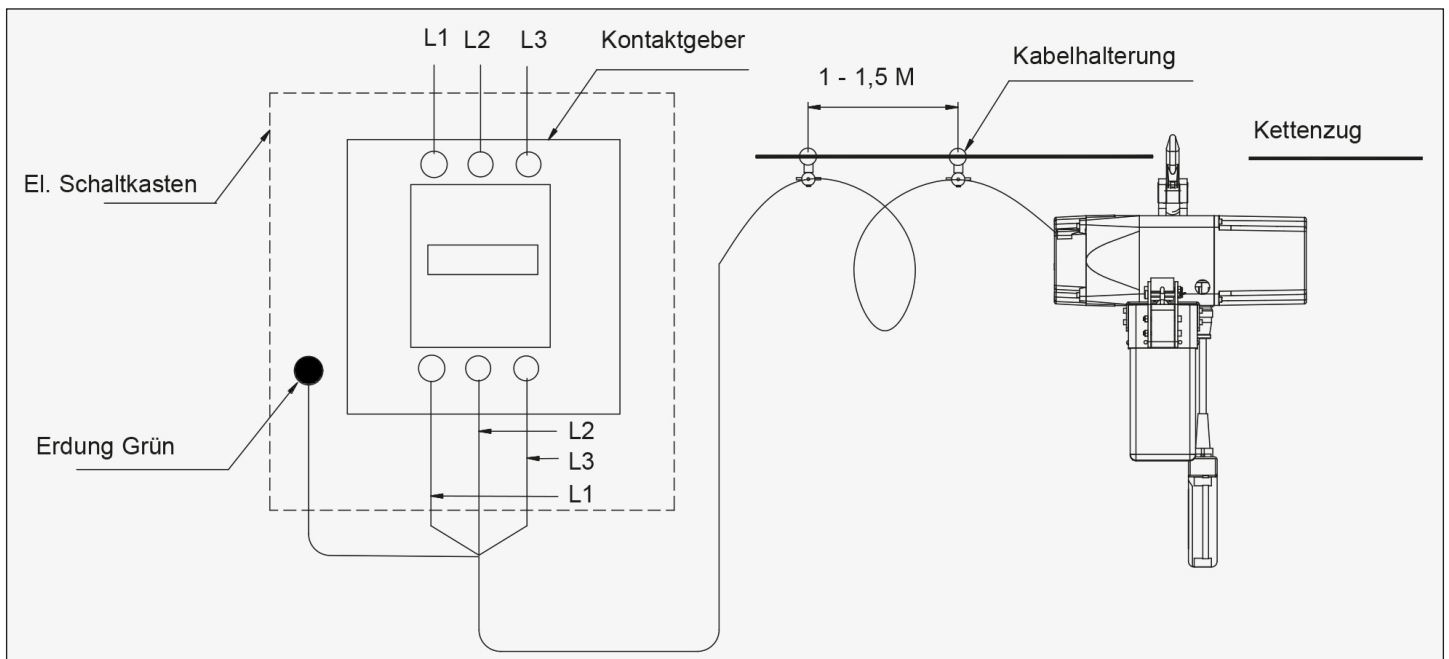 L1 L2 L3
Kontaktgeber
Kabelhalterung
1 - 1,5 M
Kettenzug
El. Schaltkasten
Erdung Grün
L2
L3
L1